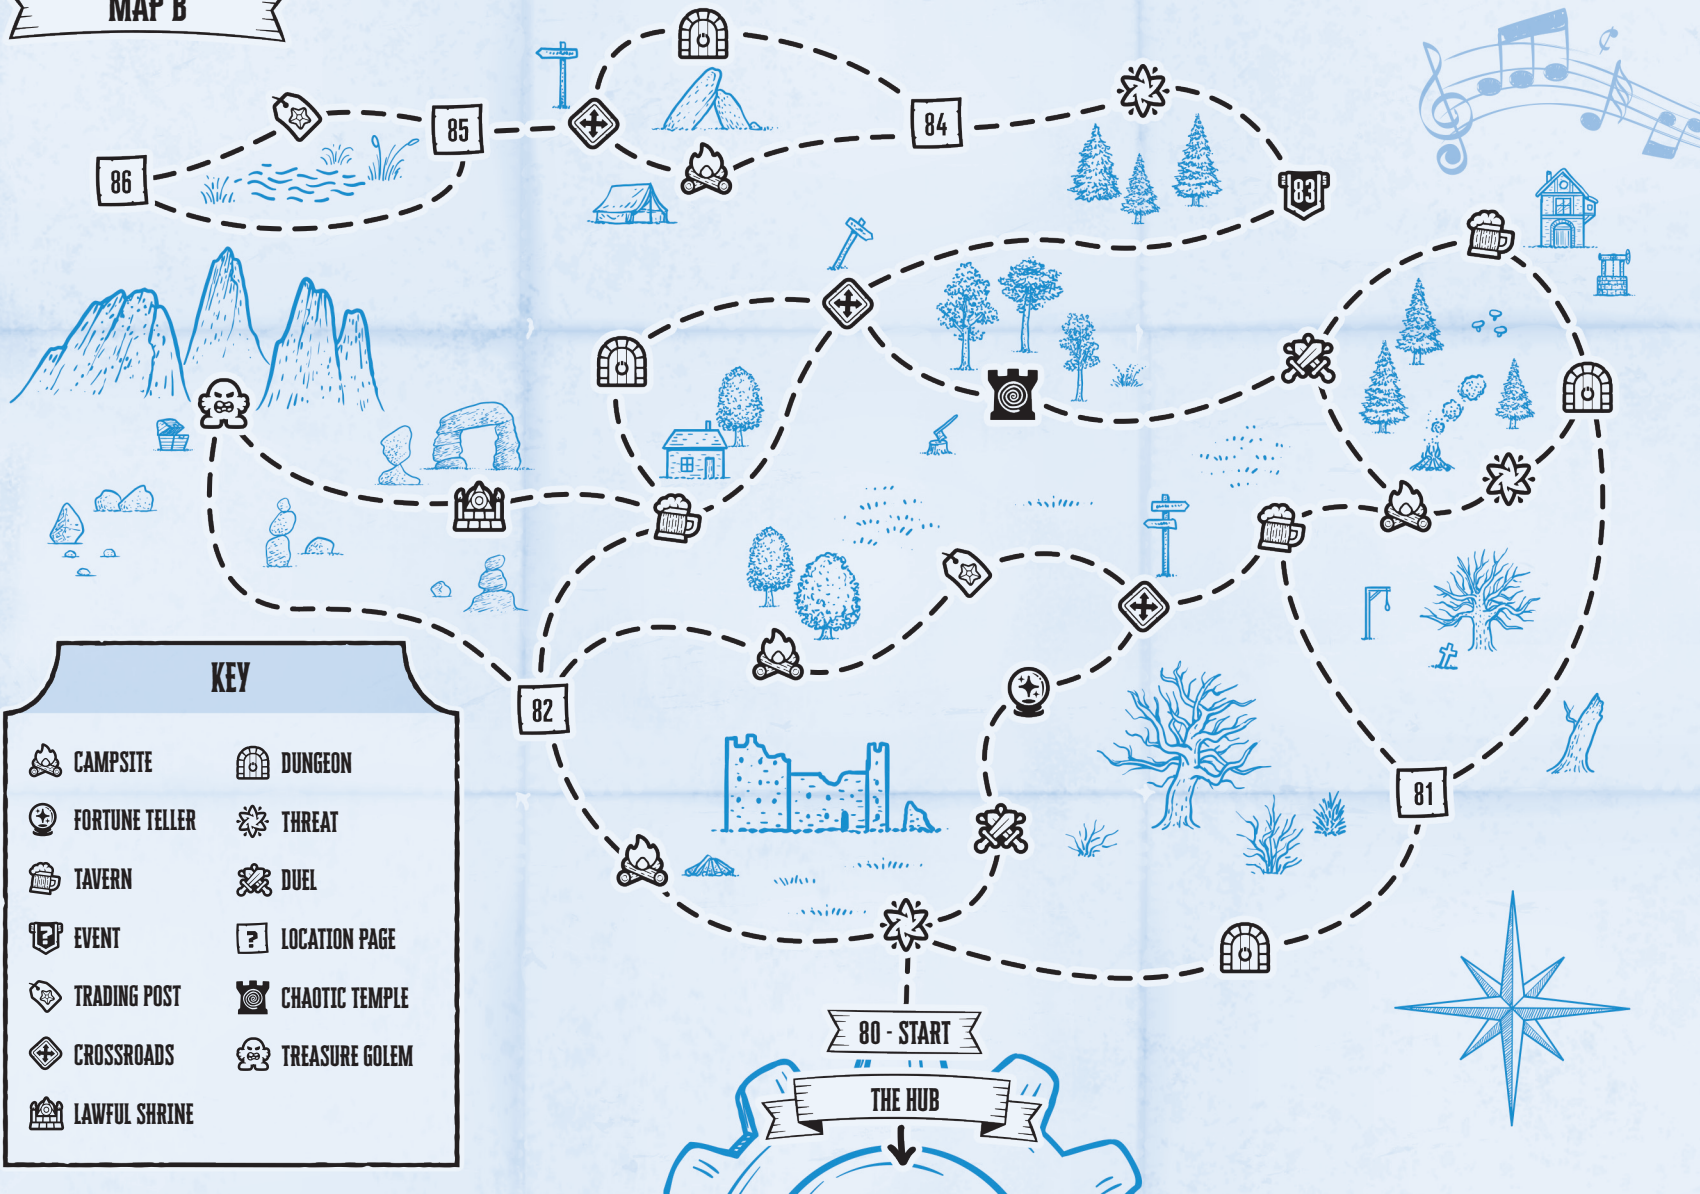 MAP B
86
85
84
83
82
81
80 - START
THE HUB
KEY
CAMPSITE
DUNGEON
FORTUNE TELLER
THREAT
TAVERN
DUEL
EVENT
?
LOCATION PAGE
?
TRADING POST
CHAOTIC TEMPLE
CROSSROADS
TREASURE GOLEM
LAWFUL SHRINE